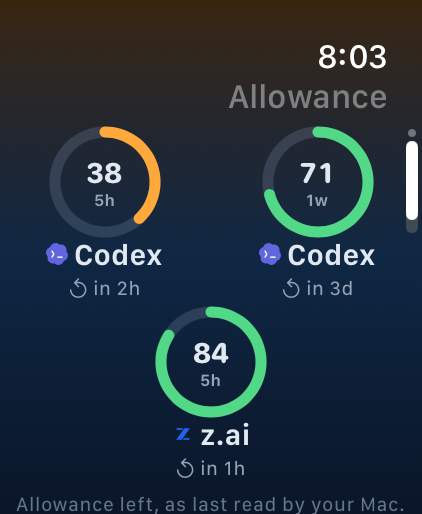 8:03
Allowance
38
5h
Codex
in 2h
71
1w
Codex
in 3d
84
5h
z.ai
in 1h
Allowance left, as last read by your Mac.